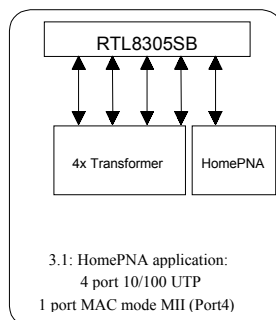 RTL8305SB
4x Transformer
HomePNA
3.1: HomePNA application:
4 port 10/100 UTP
1 port MAC mode MII (Port4)